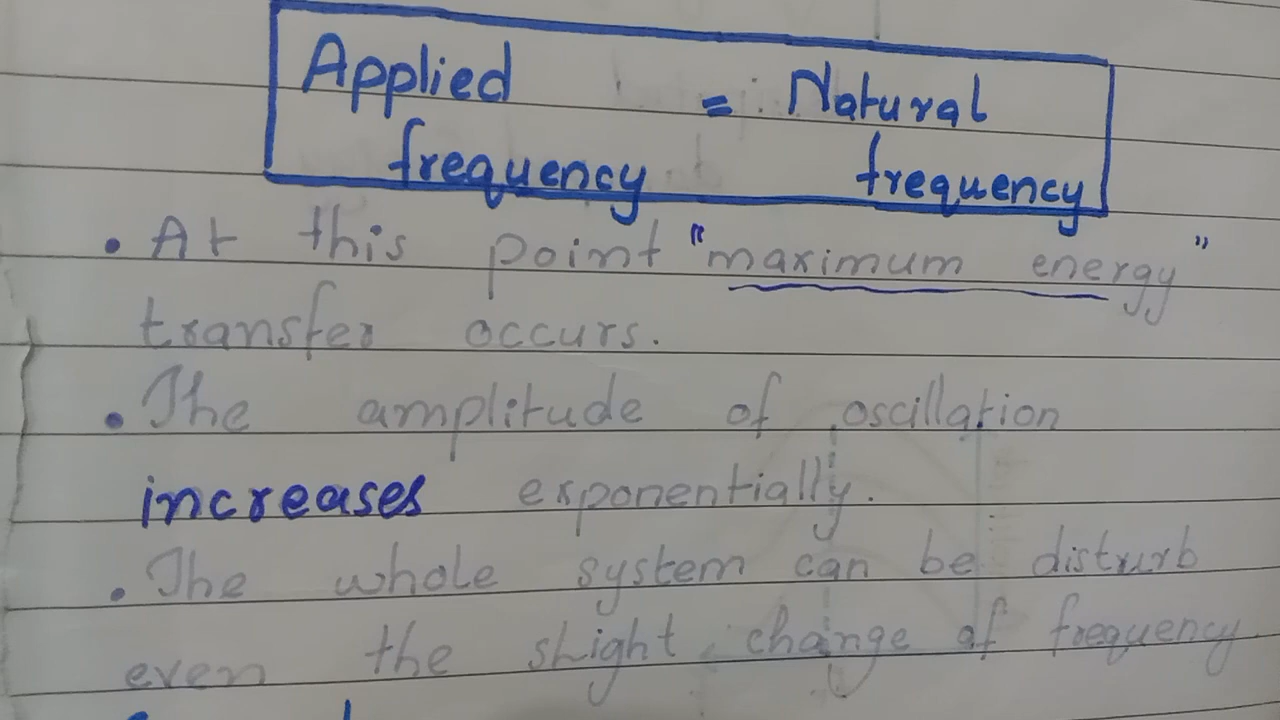 Applied = Natural
frequency frequency
• At this point "maximum energy"
transfer occurs.
• The amplitude of oscillation
increases exponentially.
• The whole system can be disturb
even the slight change of frequency